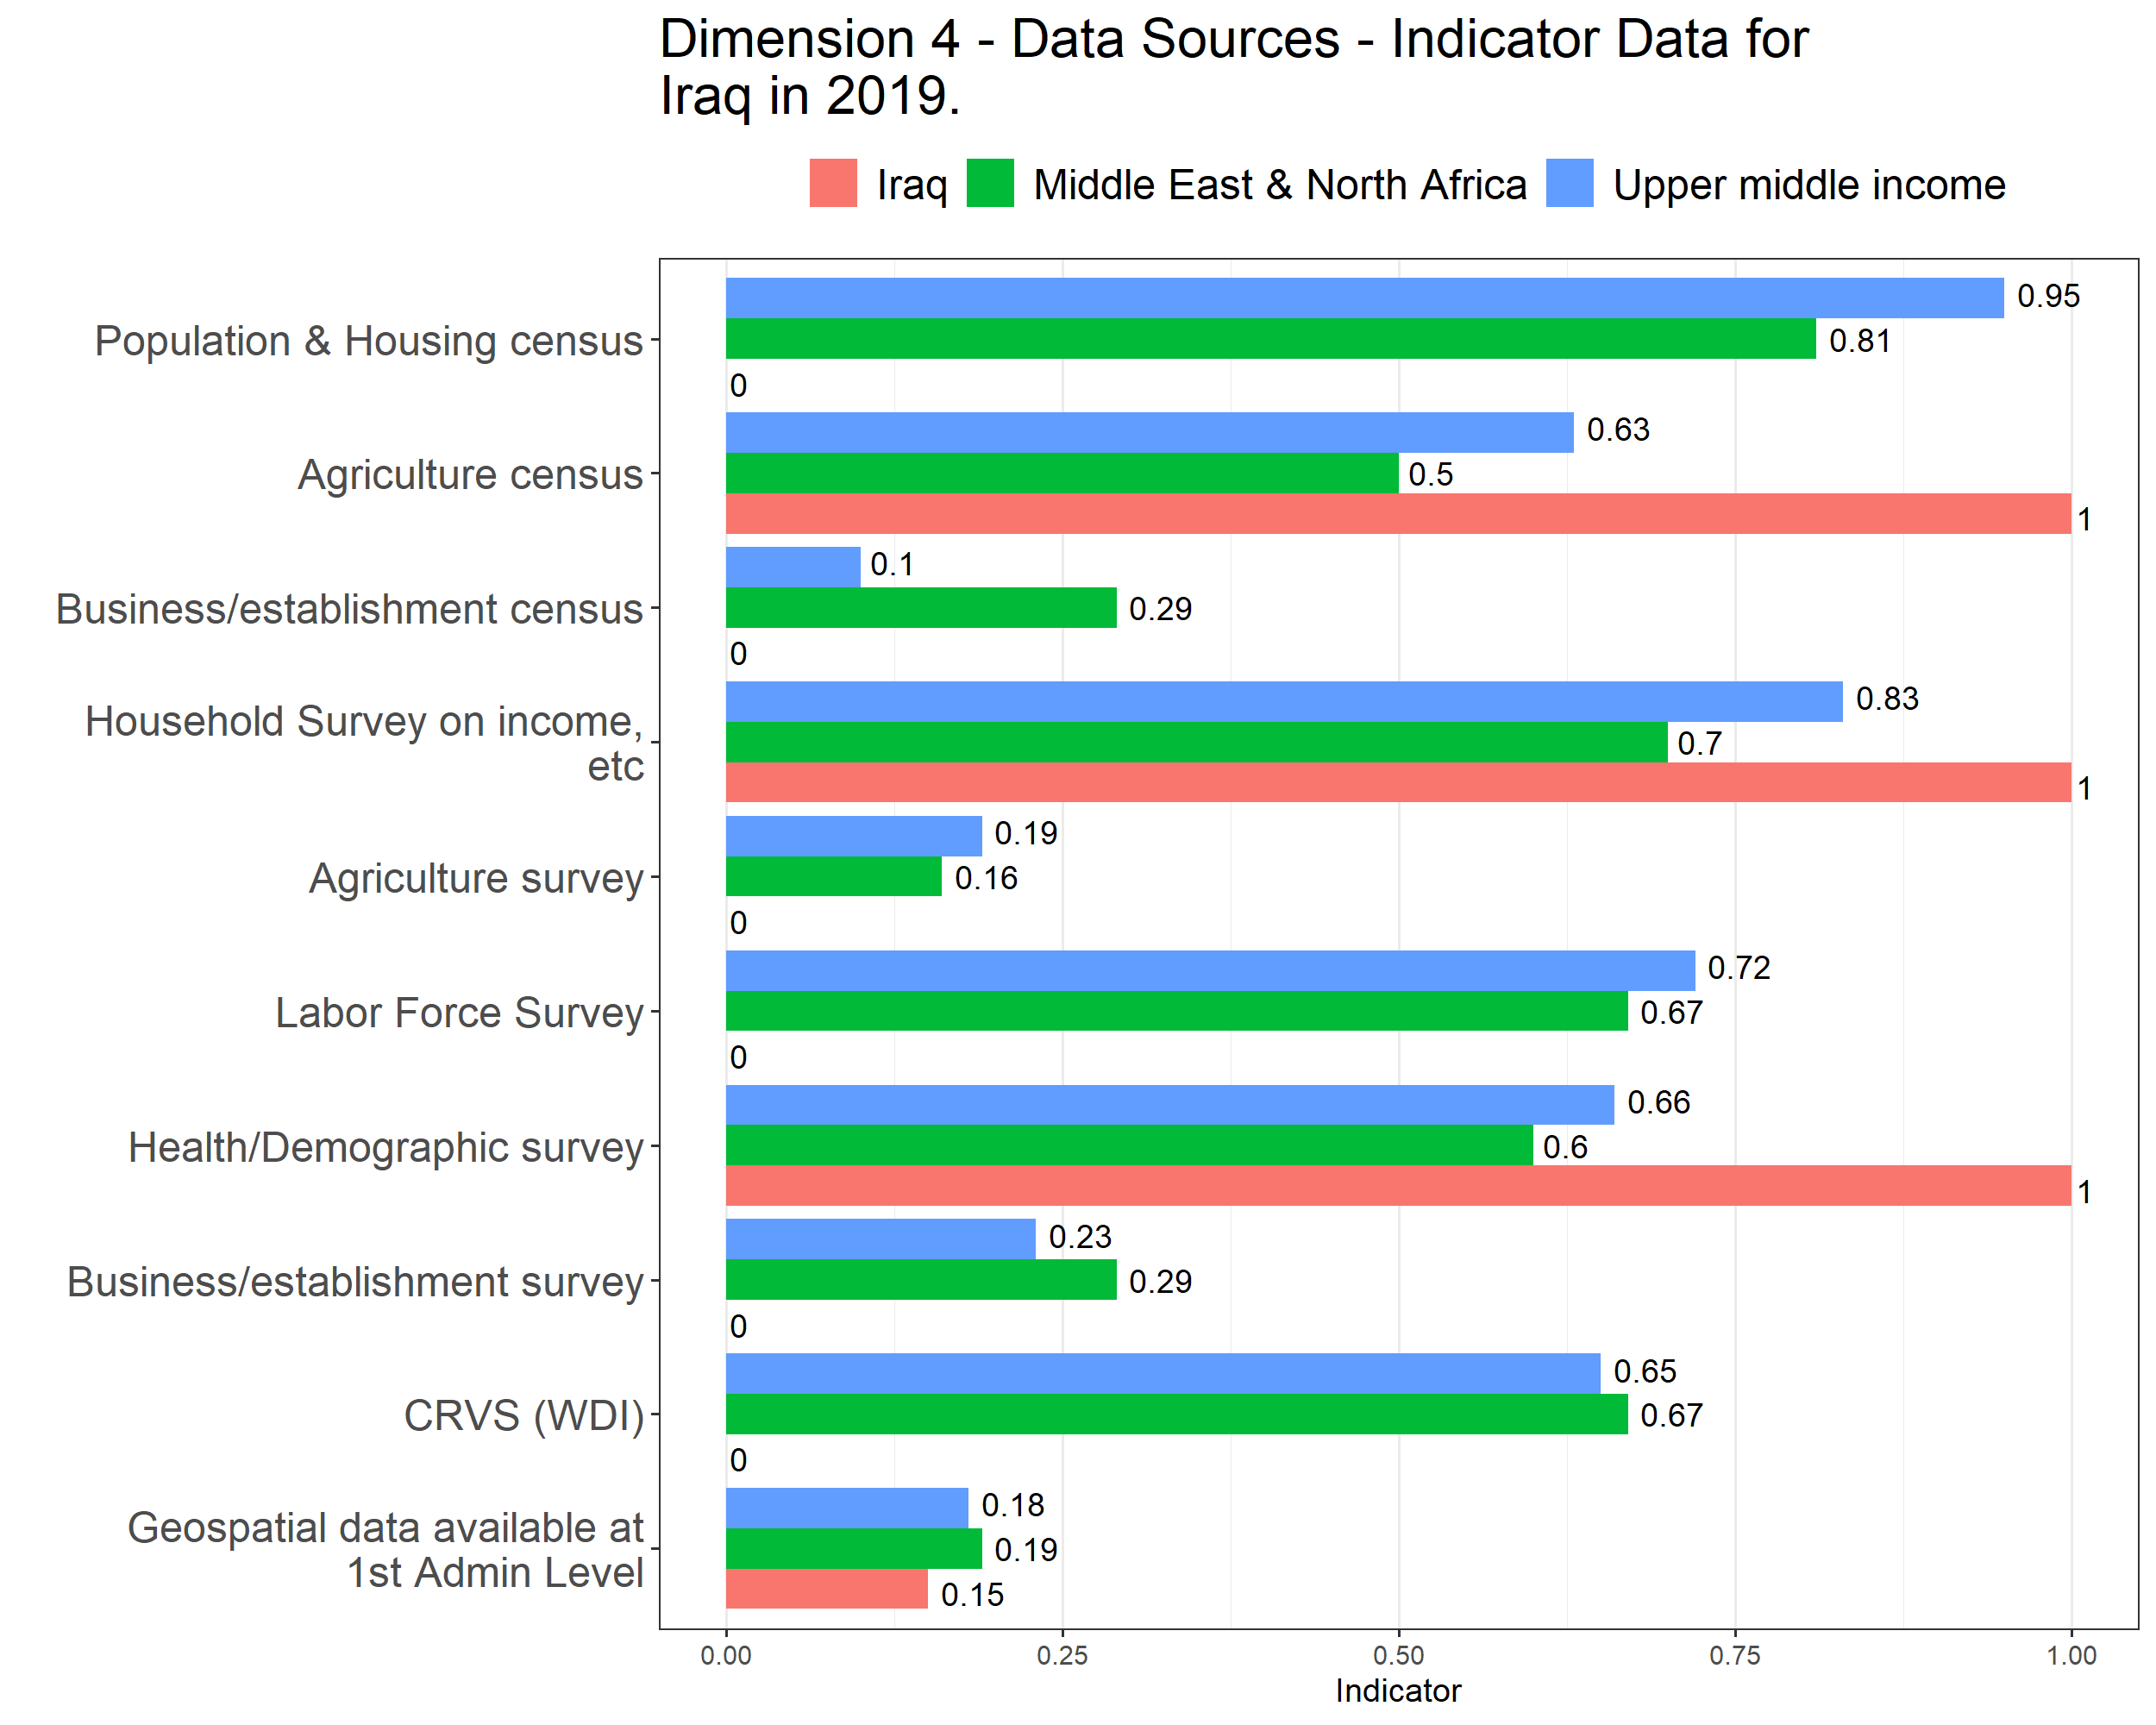 Dimension 4 - Data Sources - Indicator Data for
Iraq in 2019.
Iraq
Middle East & North Africa
Upper middle income
Population & Housing census
0.95
0.81
0
Agriculture census
0.63
0.5
1
Business/establishment census
0.1
0.29
0
Household Survey on income,
etc
0.83
0.7
1
Agriculture survey
0.19
0.16
0
Labor Force Survey
0.72
0.67
0
Health/Demographic survey
0.66
0.6
1
Business/establishment survey
0.23
0.29
0
CRVS (WDI)
0.65
0.67
0
Geospatial data available at
1st Admin Level
0.18
0.19
0.15
0.00
0.25
0.50
0.75
1.00
Indicator